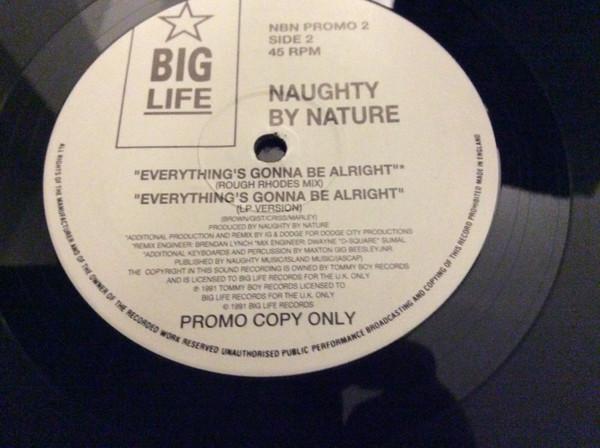 BIG
LIFE
NBN PROMO 2
SIDE 2
45 RPM
NAUGHTY
BY NATURE
"EVERYTHING'S GONNA BE ALRIGHT"*
(ROUGH RHODES MIX)
"EVERYTHING'S GONNA BE ALRIGHT"
(LP VERSION)
(BROWN/GIST/CRISS/MARLEY)
PRODUCED BY NAUGHTY BY NATURE
*ADDITIONAL PRODUCTION AND REMIX BY IG & DODGE FOR DODGE CITY PRODUCTIONS
*REMIX ENGINEER: BRENDAN LYNCH *MIX ENGINEER: DWAYNE "D-SQUARE" SUMAL
*ADDITIONAL KEYBOARDS AND PERCUSSION BY MAXTON GIG BEESLEY.JNR.
PUBLISHED BY NAUGHTY MUSIC/ISLAND MUSIC/(ASCAP)
THE COPYRIGHT IN THIS SOUND RECORDING IS OWNED BY TOMMY BOY RECORDS
AND IS LICENSED TO BIG LIFE RECORDS FOR THE U.K. ONLY
℗ 1991 TOMMY BOY RECORDS LICENSED TO
BIG LIFE RECORDS FOR THE U.K. ONLY
© 1991 BIG LIFE RECORDS
PROMO COPY ONLY
ALL RIGHTS OF THE MANUFACTURER AND OF THE OWNER OF THE RECORDED WORK RESERVED UNAUTHORISED PUBLIC PERFORMANCE BROADCASTING AND COPYING OF THIS RECORD PROHIBITED MADE IN ENGLAND